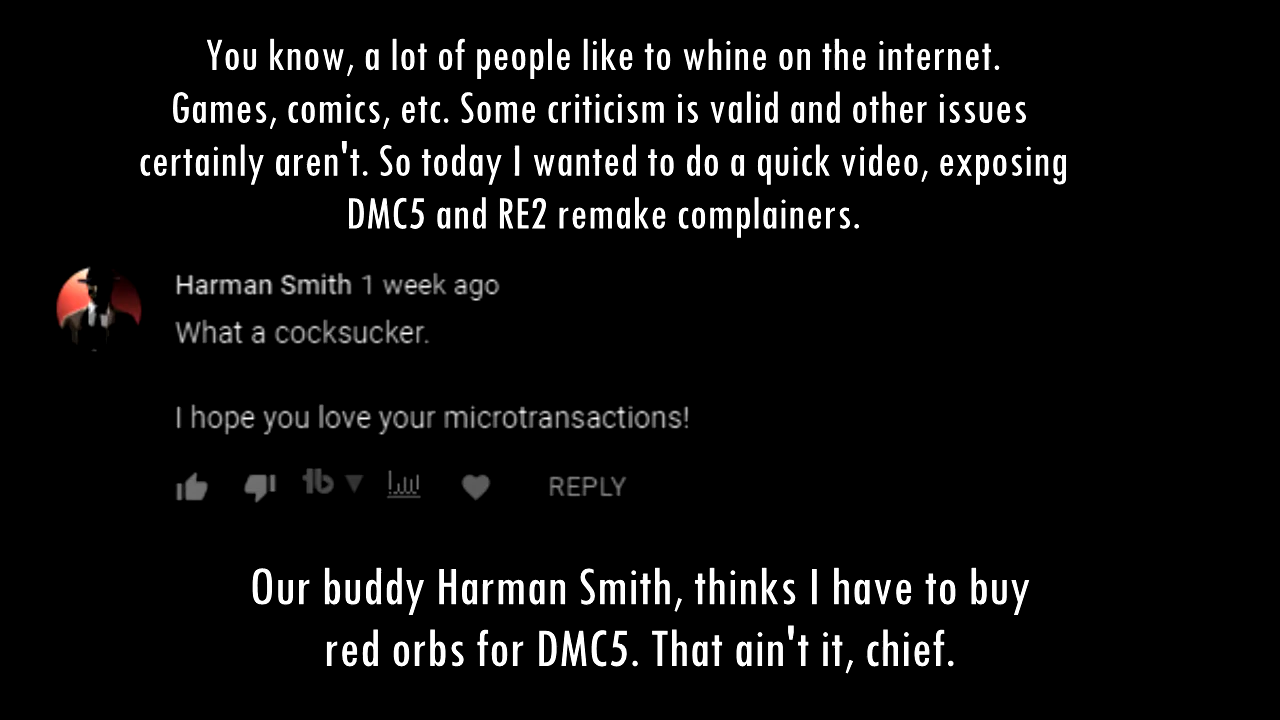 You know, a lot of people like to whine on the internet.
Games, comics, etc. Some criticism is valid and other issues
certainly aren't. So today I wanted to do a quick video, exposing
DMC5 and RE2 remake complainers.
Harman Smith 1 week ago
What a cocksucker.
I hope you love your microtransactions!
tb
REPLY
Our buddy Harman Smith, thinks I have to buy
red orbs for DMC5. That ain't it, chief.